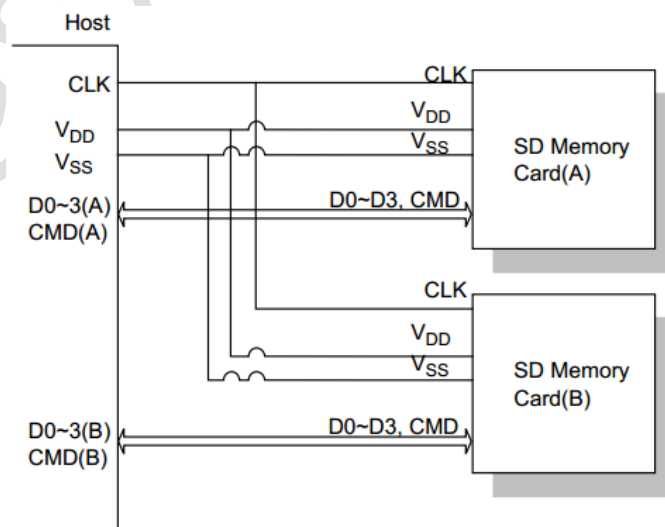 Host
CLK
VDD
VSS
D0~3(A)
CMD(A)
CLK
VDD
VSS
D0~D3, CMD
SD Memory
Card(A)
CLK
VDD
VSS
D0~D3, CMD
SD Memory
Card(B)
D0~3(B)
CMD(B)